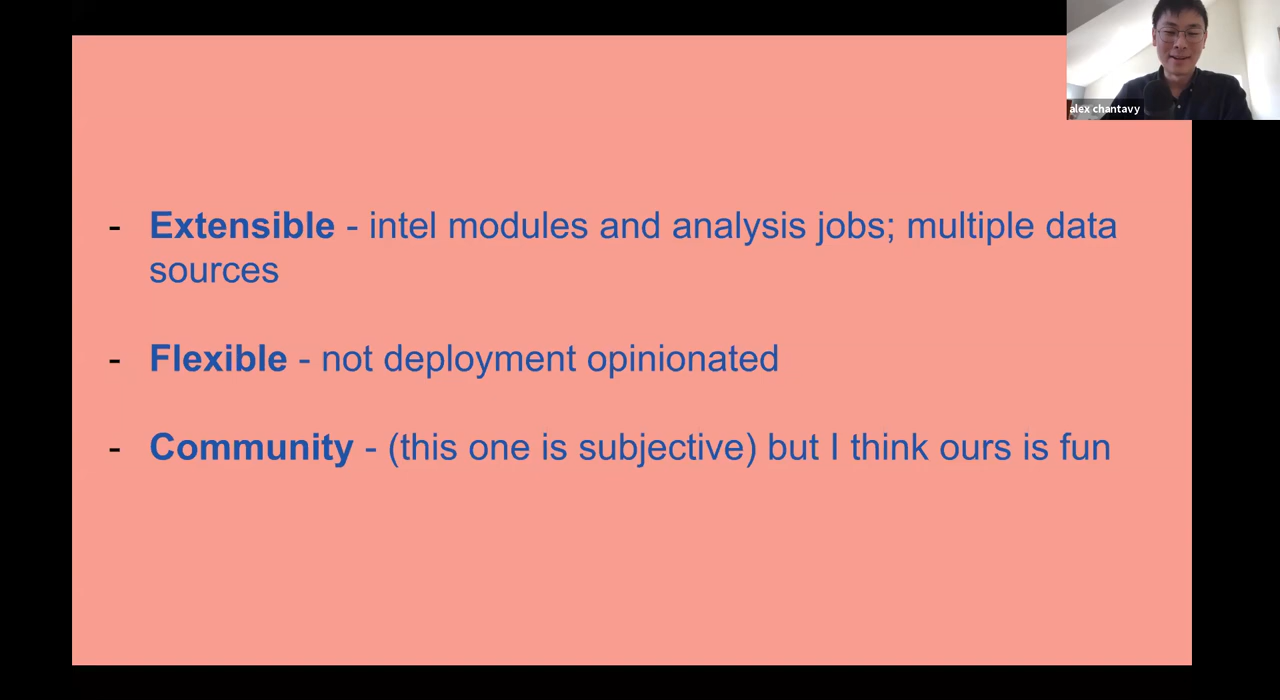 alex chantavy
- Extensible - intel modules and analysis jobs; multiple data
sources
- Flexible - not deployment opinionated
- Community - (this one is subjective) but I think ours is fun